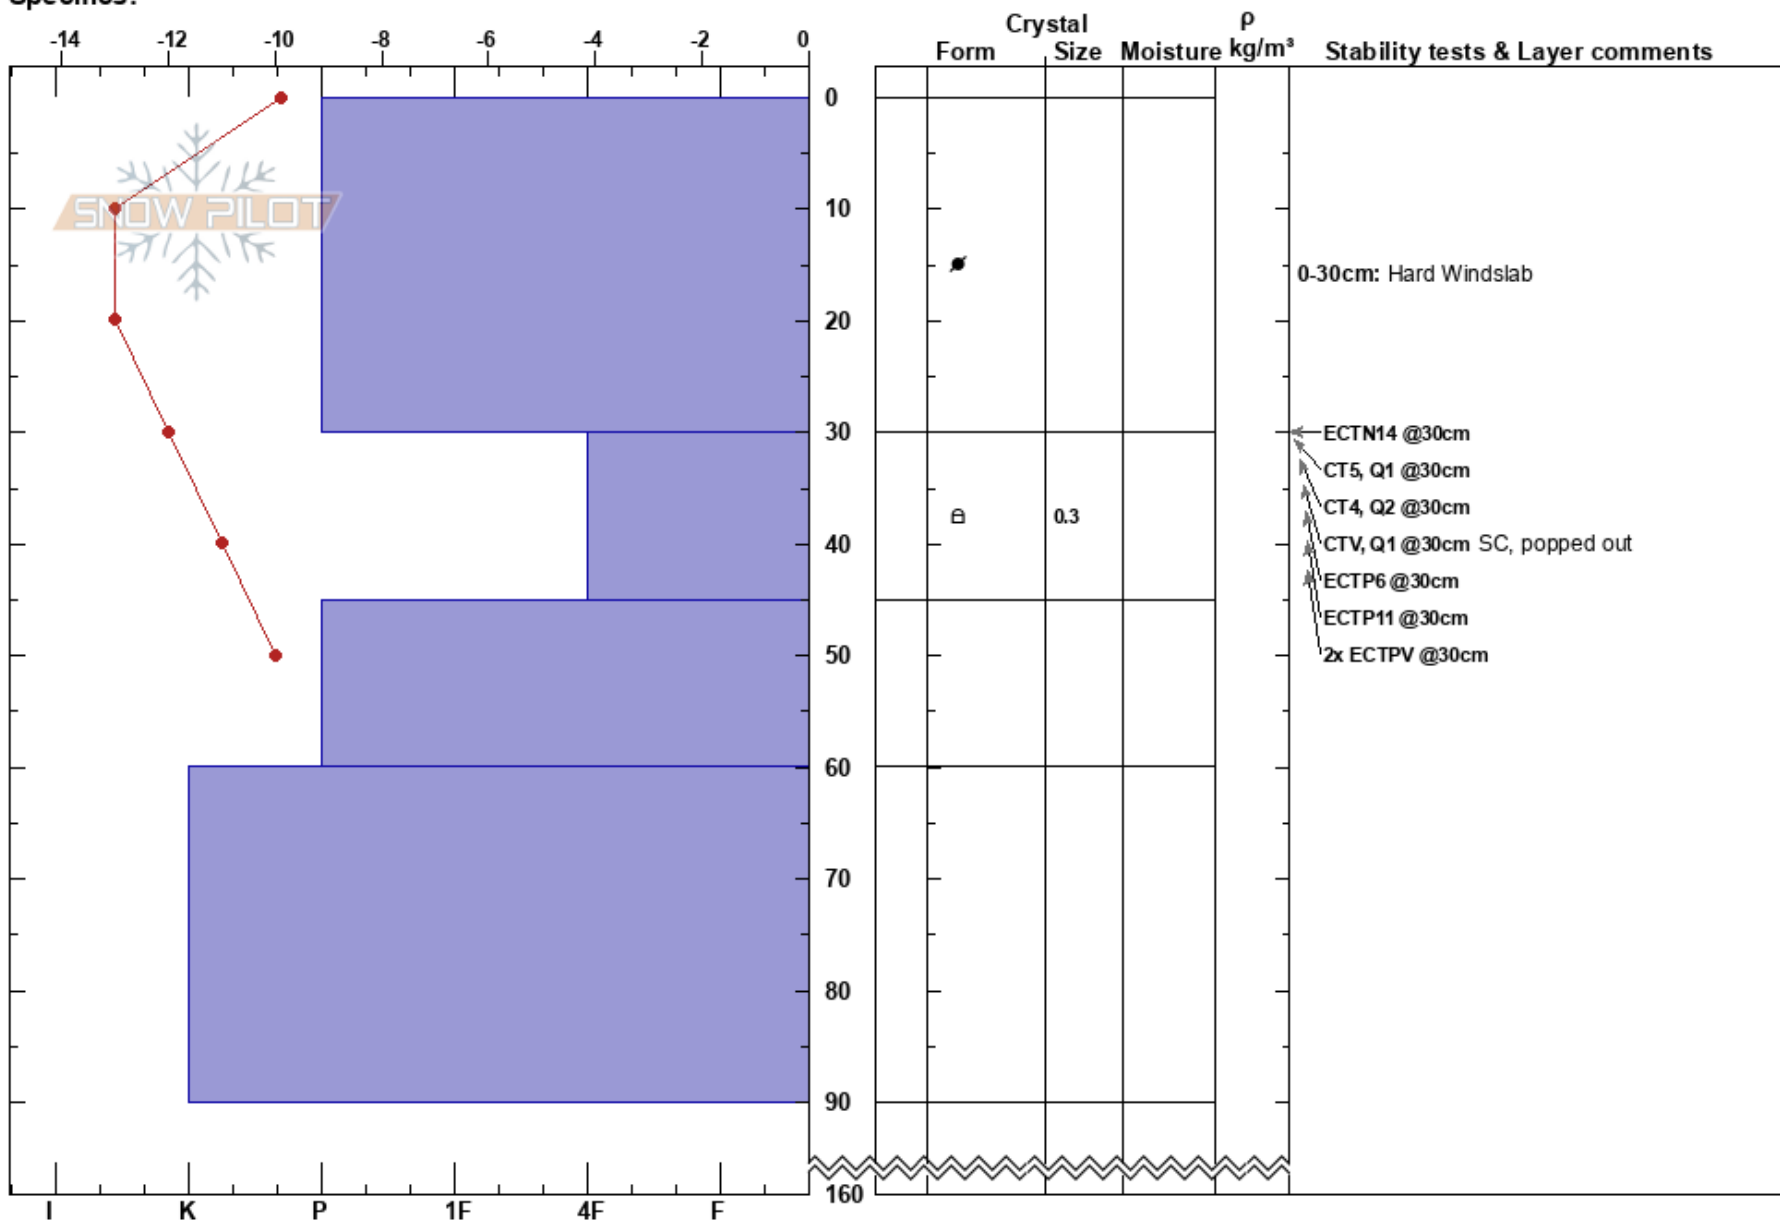 Specifics:
-14 -12 -10 -8 -6 -4 -2 0
Crystal ρ
Form Size Moisture kg/m³ Stability tests & Layer comments
0
SNOW PILOT
10
0-30cm: Hard Windslab
20
30 ECTN14 @30cm
CT5, Q1 @30cm
CT4, Q2 @30cm
0.3
40 CTV, Q1 @30cm SC, popped out
ECTP6 @30cm
ECTP11 @30cm
50 2x ECTPV @30cm
60
70
80
90
160
I K P 1F 4F F